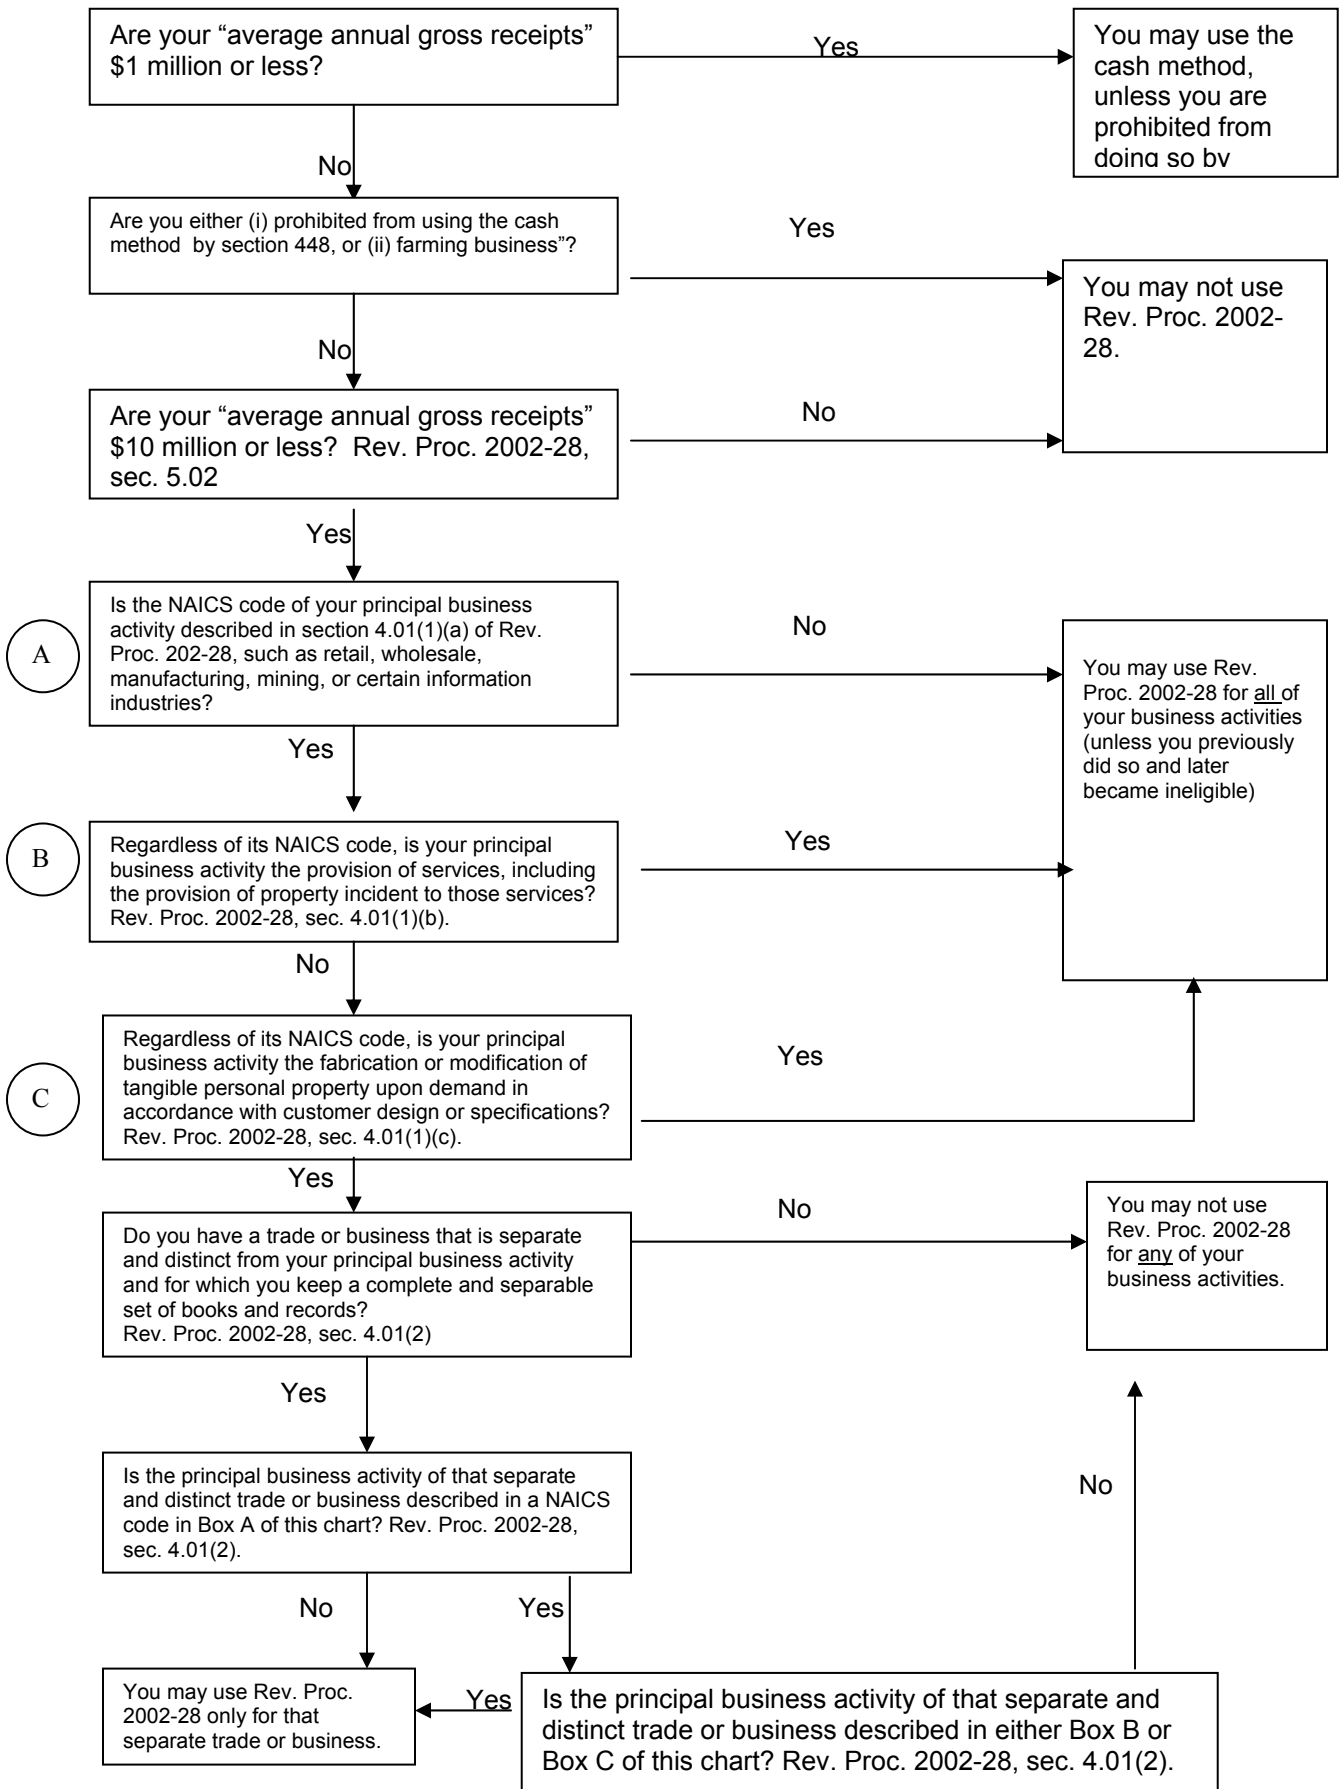 Are your “average annual gross receipts”
$1 million or less?
Yes
You may use the
cash method,
unless you are
prohibited from
doing so by
No
Are you either (i) prohibited from using the cash
method by section 448, or (ii) farming business”?
Yes
You may not use
Rev. Proc. 2002-
28.
No
Are your “average annual gross receipts”
$10 million or less? Rev. Proc. 2002-28,
sec. 5.02
No
Yes
A
Is the NAICS code of your principal business
activity described in section 4.01(1)(a) of Rev.
Proc. 202-28, such as retail, wholesale,
manufacturing, mining, or certain information
industries?
No
You may use Rev.
Proc. 2002-28 for all of
your business activities
(unless you previously
did so and later
became ineligible)
Yes
B
Regardless of its NAICS code, is your principal
business activity the provision of services, including
the provision of property incident to those services?
Rev. Proc. 2002-28, sec. 4.01(1)(b).
Yes
No
C
Regardless of its NAICS code, is your principal
business activity the fabrication or modification of
tangible personal property upon demand in
accordance with customer design or specifications?
Rev. Proc. 2002-28, sec. 4.01(1)(c).
Yes
Yes
Do you have a trade or business that is separate
and distinct from your principal business activity
and for which you keep a complete and separable
set of books and records?
Rev. Proc. 2002-28, sec. 4.01(2)
No
You may not use
Rev. Proc. 2002-28
for any of your
business activities.
Yes
Is the principal business activity of that separate
and distinct trade or business described in a NAICS
code in Box A of this chart? Rev. Proc. 2002-28,
sec. 4.01(2).
No
No
Yes
You may use Rev. Proc.
2002-28 only for that
separate trade or business.
Yes
Is the principal business activity of that separate and
distinct trade or business described in either Box B or
Box C of this chart? Rev. Proc. 2002-28, sec. 4.01(2).